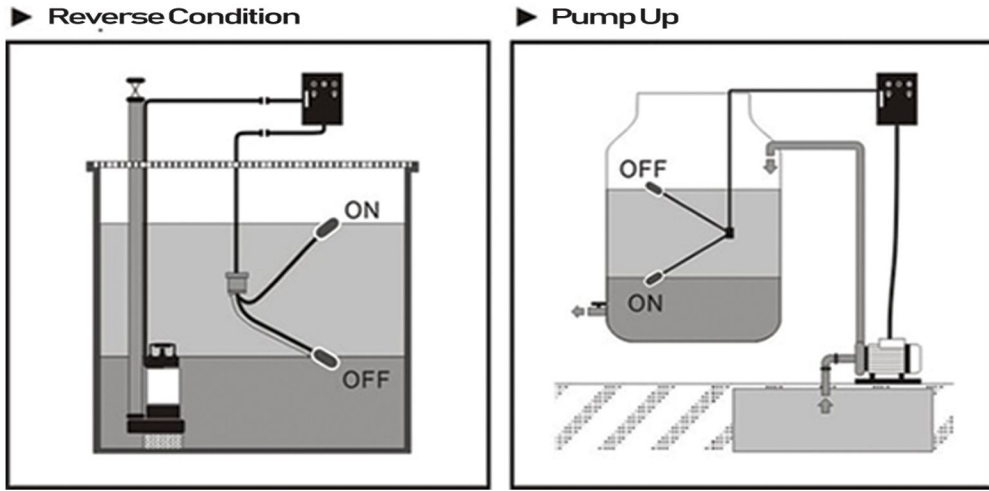 ► Reverse Condition
ON
OFF
► Pump Up
OFF
ON